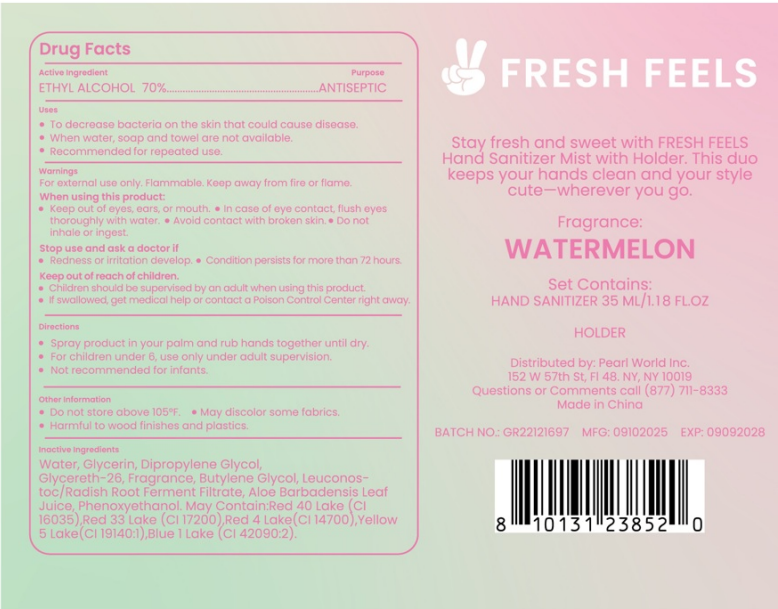 Drug Facts
Active Ingredient Purpose
ETHYL ALCOHOL 70%......................................................ANTISEPTIC
Uses
• To decrease bacteria on the skin that could cause disease.
• When water, soap and towel are not available.
• Recommended for repeated use.
Warnings
For external use only. Flammable. Keep away from fire or flame.
When using this product:
• Keep out of eyes, ears, or mouth. • In case of eye contact, flush eyes
thoroughly with water. • Avoid contact with broken skin. • Do not
inhale or ingest.
Stop use and ask a doctor if
• Redness or irritation develop. • Condition persists for more than 72 hours.
Keep out of reach of children.
• Children should be supervised by an adult when using this product.
• If swallowed, get medical help or contact a Poison Control Center right away.
Directions
• Spray product in your palm and rub hands together until dry.
• For children under 6, use only under adult supervision.
• Not recommended for infants.
Other Information
• Do not store above 105°F. • May discolor some fabrics.
• Harmful to wood finishes and plastics.
Inactive Ingredients
Water, Glycerin, Dipropylene Glycol,
Glycereth-26, Fragrance, Butylene Glycol, Leuconos-
toc/Radish Root Ferment Filtrate, Aloe Barbadensis Leaf
Juice, Phenoxyethanol. May Contain:Red 40 Lake (CI
16035),Red 33 Lake (CI 17200),Red 4 Lake(CI 14700),Yellow
5 Lake(CI 19140:1),Blue 1 Lake (CI 42090:2).
FRESH FEELS
Stay fresh and sweet with FRESH FEELS
Hand Sanitizer Mist with Holder. This duo
keeps your hands clean and your style
cute—wherever you go.
Fragrance:
WATERMELON
Set Contains:
HAND SANITIZER 35 ML/1.18 FL.OZ
HOLDER
Distributed by: Pearl World Inc.
152 W 57th St, Fl 48. NY, NY 10019
Questions or Comments call (877) 711-8333
Made in China
BATCH NO.: GR22121697 MFG: 09102025 EXP: 09092028
8 10131 23852 0